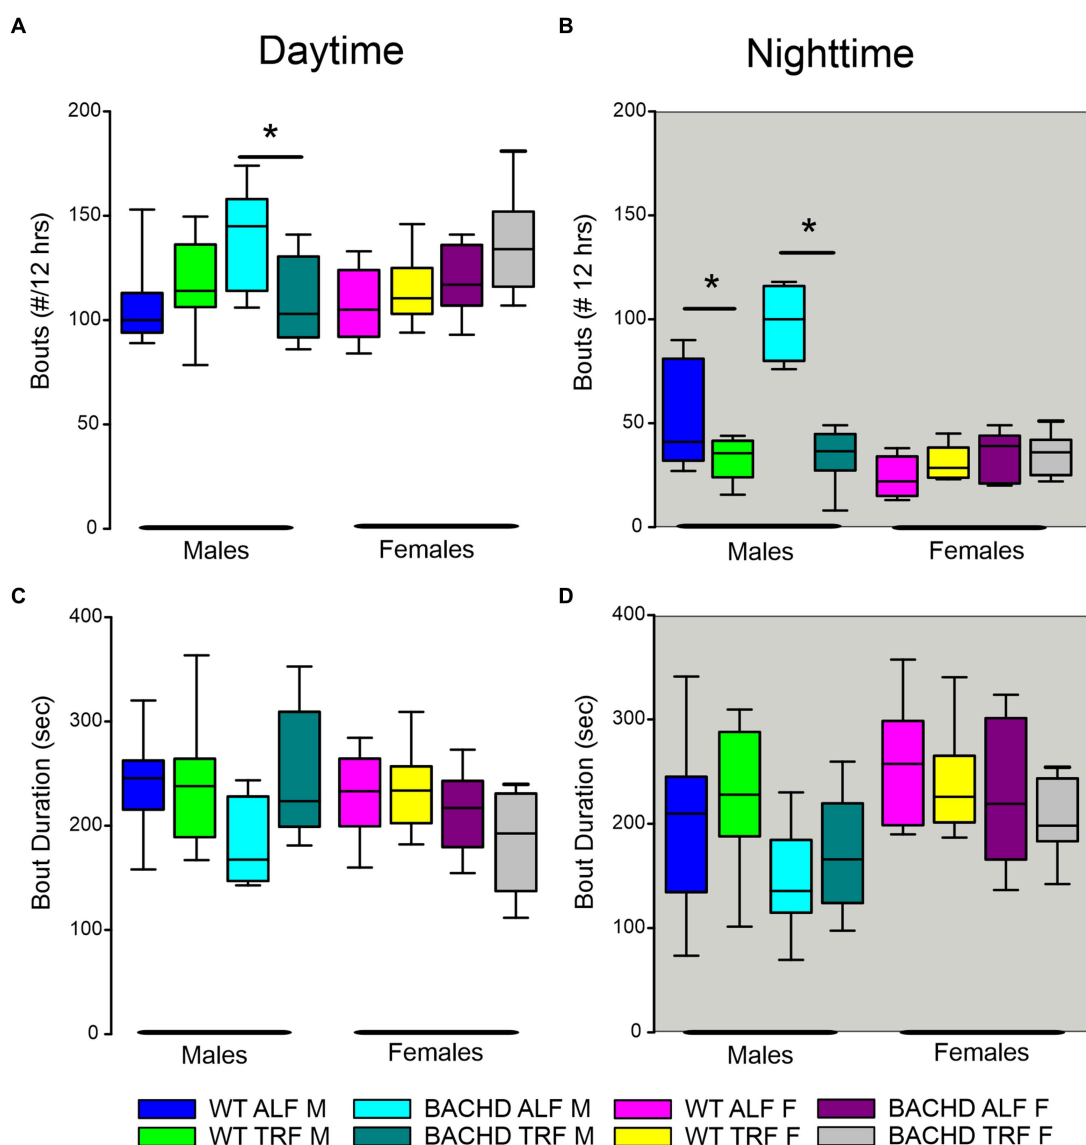 A
Daytime
B
Nighttime
Bouts (#/12 hrs)
200
150
100
50
0
*
Males
Females
Bouts (# 12 hrs)
200
150
100
50
0
*
*
Males
Females
C
Bout Duration (sec)
400
300
200
100
0
Males
Females
D
Bout Duration (sec)
400
300
200
100
0
Males
Females
WT ALF M
BACHD ALF M
WT ALF F
BACHD ALF F
WT TRF M
BACHD TRF M
WT TRF F
BACHD TRF F